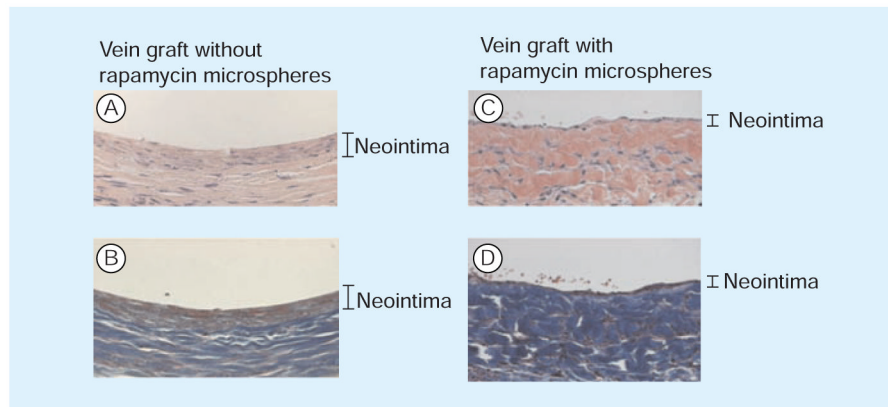 Vein graft without
rapamycin microspheres
A
Neointima
B
Neointima
Vein graft with
rapamycin microspheres
C
Neointima
D
Neointima